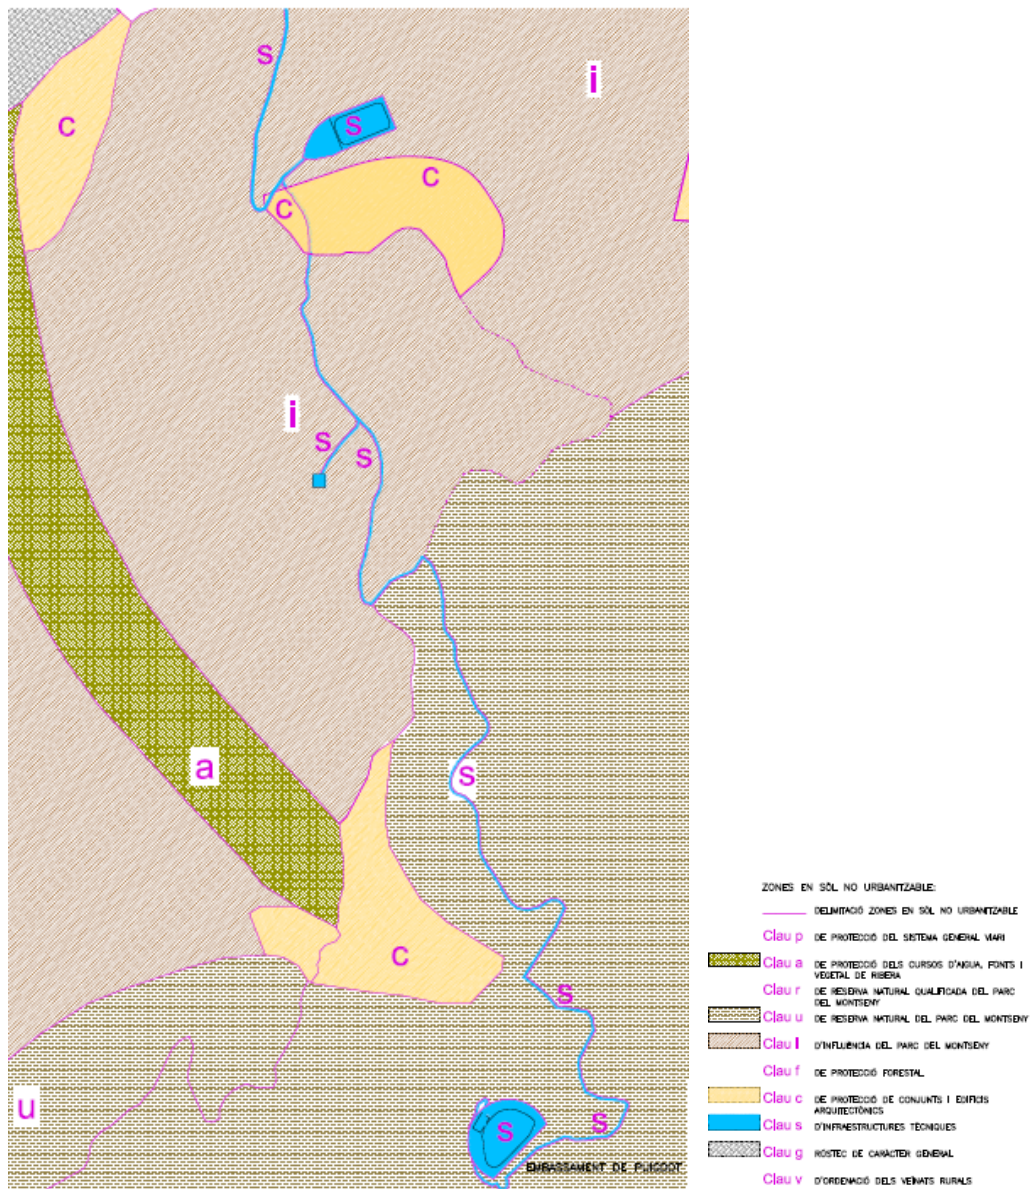 s
i
s
c
c
c
i
s
s
a
s
c
s
u
s
s
EMBASSAMENT DE PUIGDOT
ZONES EN SÒL NO URBANITZABLE:
DELIMITACIÓ ZONES EN SÒL NO URBANITZABLE
Clau p DE PROTECCIÓ DEL SISTEMA GENERAL VIARI
Clau a DE PROTECCIÓ DELS CURSOS D'AIGUA, FONTS I
VEGETAL DE RIBERA
Clau r DE RESERVA NATURAL QUALIFICADA DEL PARC
DEL MONTSENY
Clau u DE RESERVA NATURAL DEL PARC DEL MONTSENY
Clau I D'INFLUÈNCIA DEL PARC DEL MONTSENY
Clau f DE PROTECCIÓ FORESTAL
Clau c DE PROTECCIÓ DE CONJUNTS I EDIFICIS
ARQUITECTÒNICS
Clau s D'INFRAESTRUCTURES TÈCNIQUES
Clau g ROSTEC DE CARÀCTER GENERAL
Clau v D'ORDENACIÓ DELS VEÏNATS RURALS